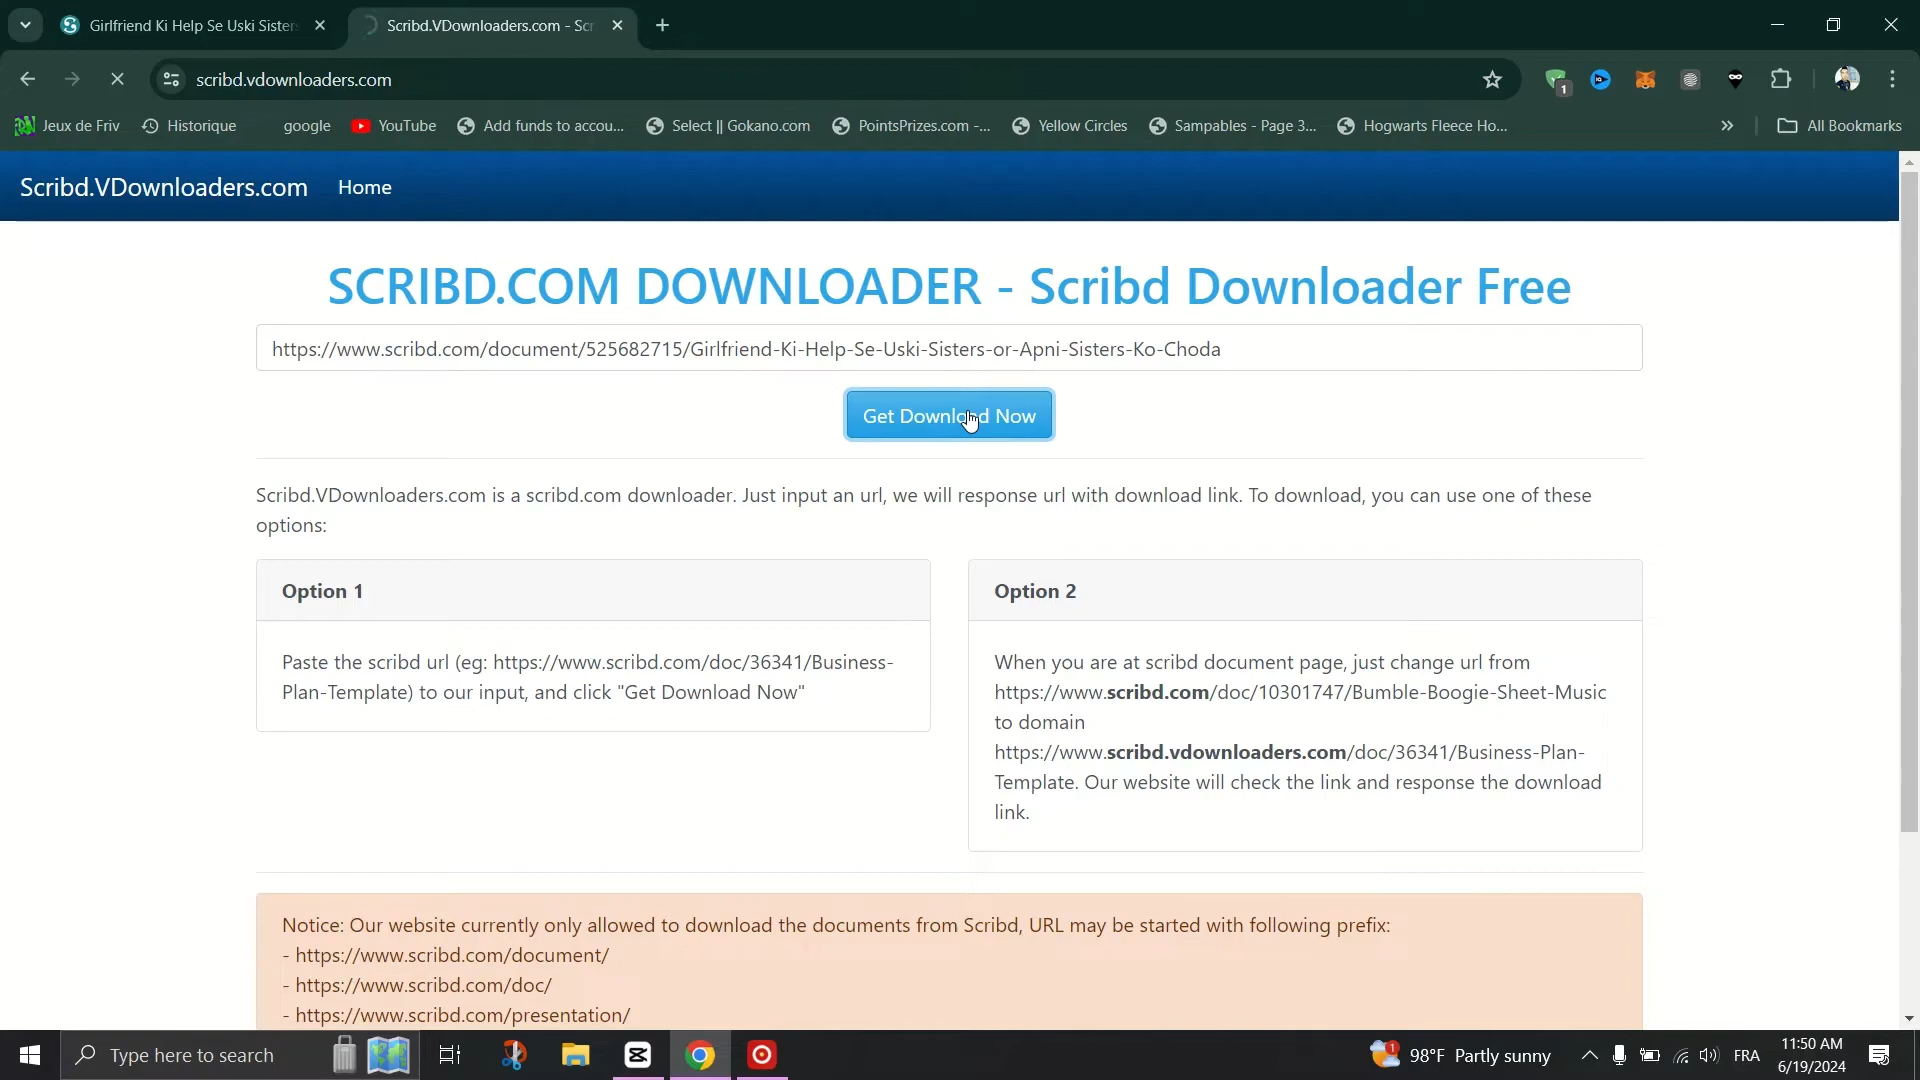 Girlfriend Ki Help Se Uski Sister
Scribd.VDownloaders.com - Scr
scribd.vdownloaders.com
1
Jeux de Friv
Historique
google
YouTube
Add funds to accou...
Select || Gokano.com
PointsPrizes.com -...
Yellow Circles
Sampables - Page 3...
Hogwarts Fleece Ho...
All Bookmarks
Scribd.VDownloaders.com Home
SCRIBD.COM DOWNLOADER - Scribd Downloader Free
https://www.scribd.com/document/525682715/Girlfriend-Ki-Help-Se-Uski-Sisters-or-Apni-Sisters-Ko-Choda
Get Download Now
Scribd.VDownloaders.com is a scribd.com downloader. Just input an url, we will response url with download link. To download, you can use one of these
options:
Option 1
Paste the scribd url (eg: https://www.scribd.com/doc/36341/Business-
Plan-Template) to our input, and click "Get Download Now"
Option 2
When you are at scribd document page, just change url from
https://www.scribd.com/doc/10301747/Bumble-Boogie-Sheet-Music
to domain
https://www.scribd.vdownloaders.com/doc/36341/Business-Plan-
Template. Our website will check the link and response the download
link.
Notice: Our website currently only allowed to download the documents from Scribd, URL may be started with following prefix:
- https://www.scribd.com/document/
- https://www.scribd.com/doc/
- https://www.scribd.com/presentation/
Type here to search
1
98°F Partly sunny
FRA
11:50 AM
6/19/2024